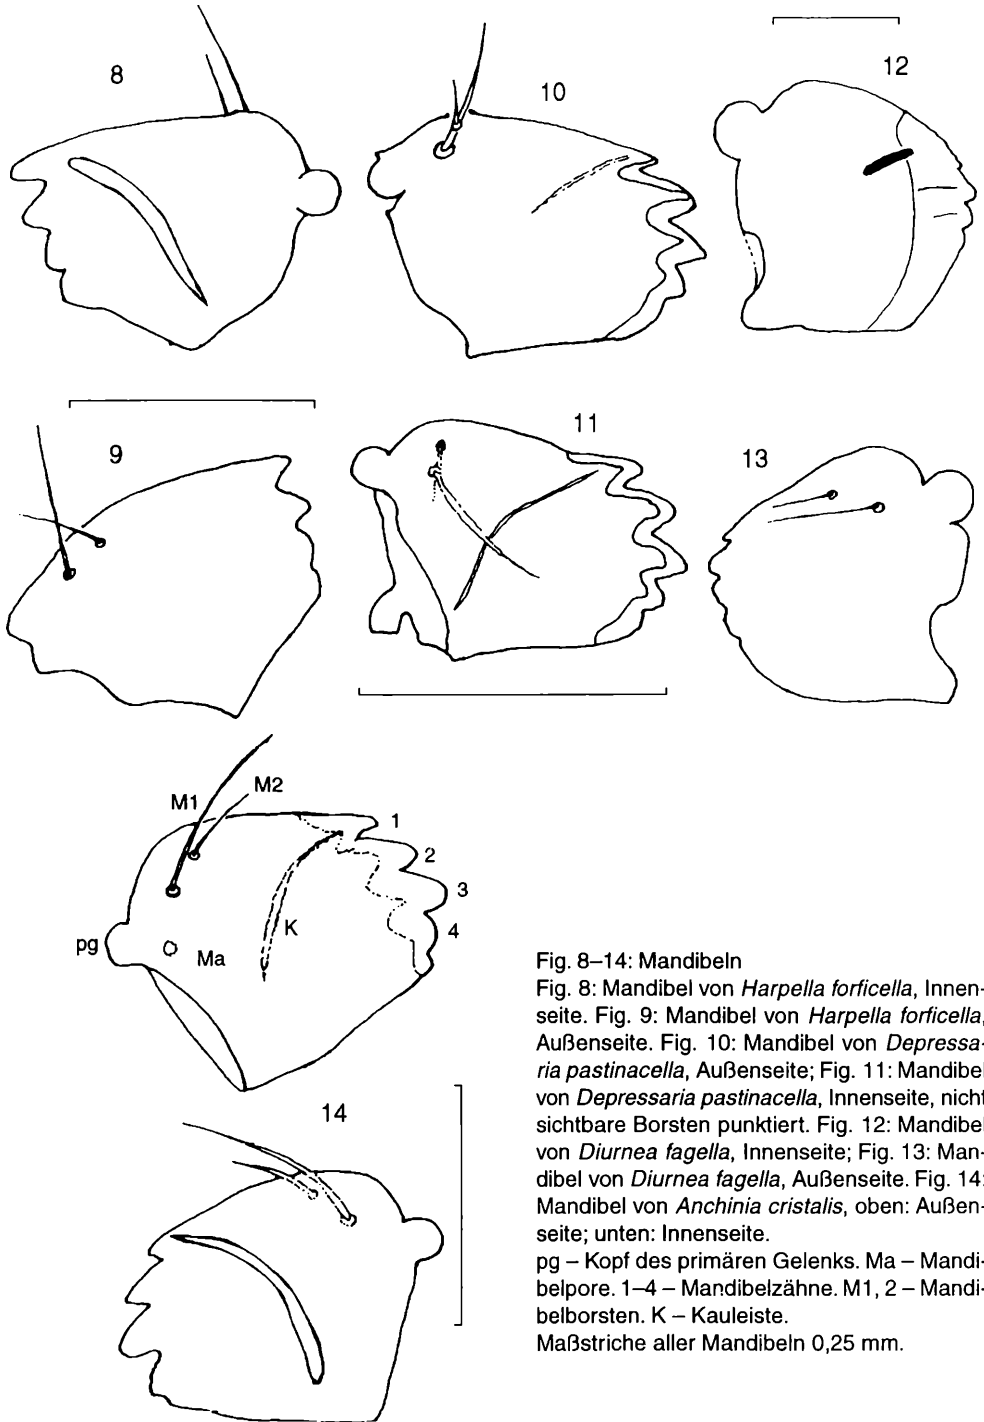 8
10
12
9
11
13
M1
M2
1
2
3
4
K
pg
Ma
14
Fig. 8–14: Mandibeln
Fig. 8: Mandibel von Harpella forficella, Innen-
seite. Fig. 9: Mandibel von Harpella forficella,
Außenseite. Fig. 10: Mandibel von Depressa-
ria pastinacella, Außenseite; Fig. 11: Mandibel
von Depressaria pastinacella, Innenseite, nicht
sichtbare Borsten punktiert. Fig. 12: Mandibel
von Diurnea fagella, Innenseite; Fig. 13: Man-
dibel von Diurnea fagella, Außenseite. Fig. 14:
Mandibel von Anchinia cristalis, oben: Außen-
seite; unten: Innenseite.
pg – Kopf des primären Gelenks. Ma – Mandi-
belpore. 1–4 – Mandibelzähne. M1, 2 – Mandi-
belborsten. K – Kauleiste.
Maßstriche aller Mandibeln 0,25 mm.